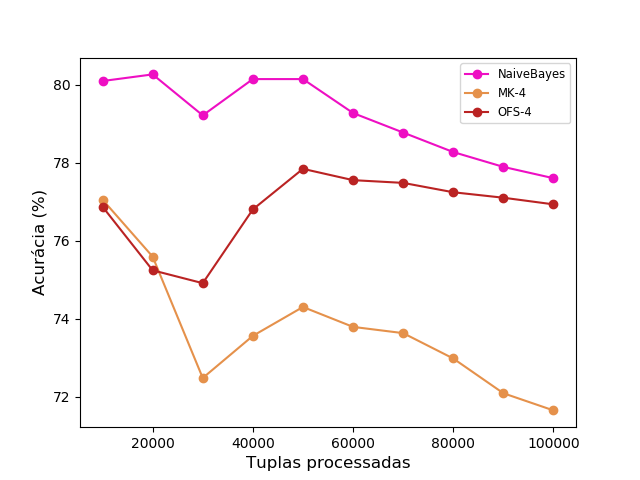 NaiveBayes
MK-4
OFS-4
80
78
76
74
72
Acurácia (%)
20000 40000 60000 80000 100000
Tuplas processadas